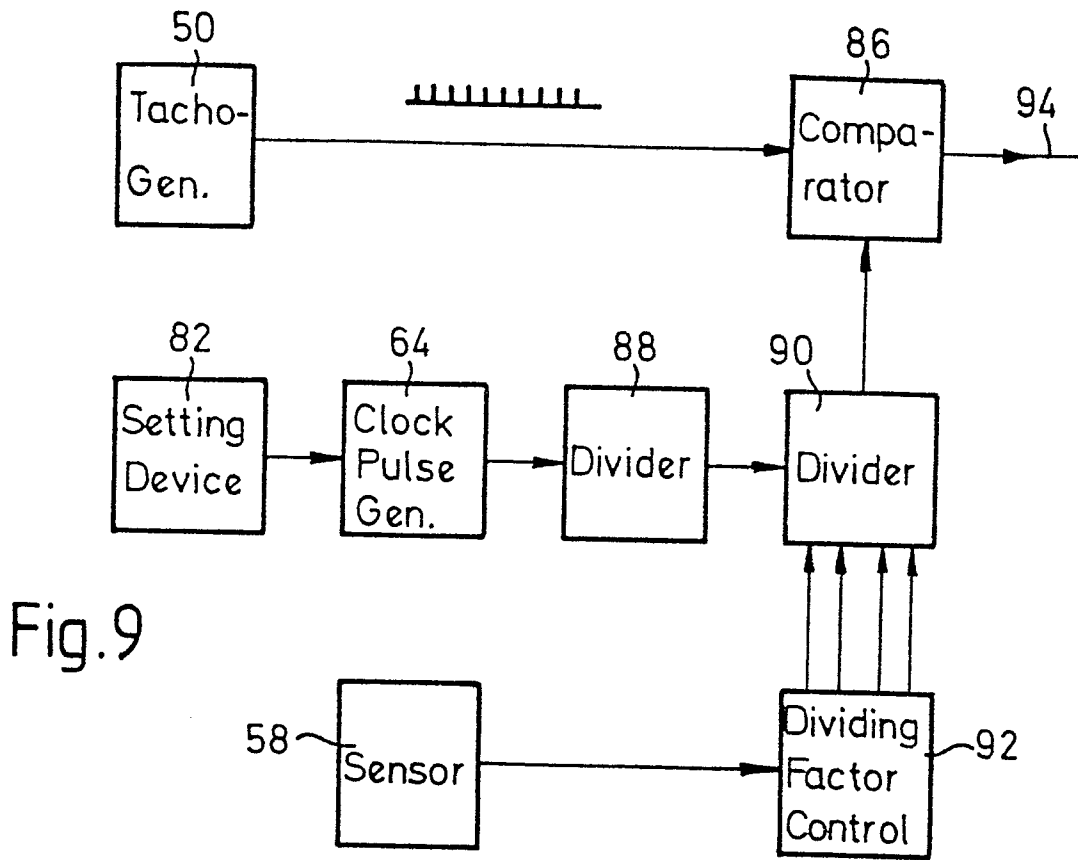 50
Tacho-
Gen.
86
Compa-
rator
94
82
Setting
Device
64
Clock
Pulse
Gen.
88
Divider
90
Divider
Fig.9
58
Sensor
Dividing
Factor
Control
92